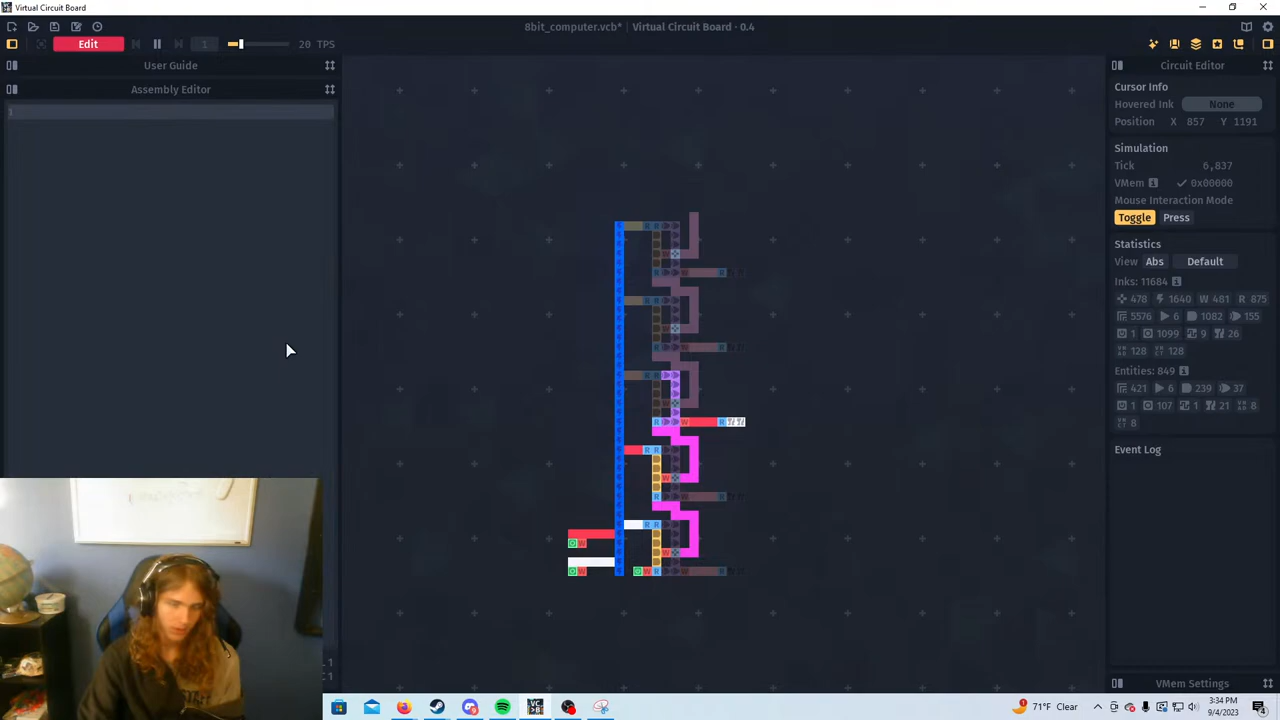 Virtual Circuit Board
8bit_computer.vcb* | Virtual Circuit Board · 0.4
Edit
1
20 TPS
User Guide
Assembly Editor
1
Circuit Editor
Cursor Info
Hovered Ink None
Position X 857 Y 1191
Simulation
Tick 6,837
VMem 0x00000
Mouse Interaction Mode
Toggle Press
Statistics
View Abs Default
Inks: 11684
478 1640 W 481 R 875
5576 6 1082 155
1 1099 9 26
128 128
Entities: 849
421 6 239 37
1 107 1 21 8
8
Event Log
VMem Settings
71°F Clear
3:34 PM
9/4/2023